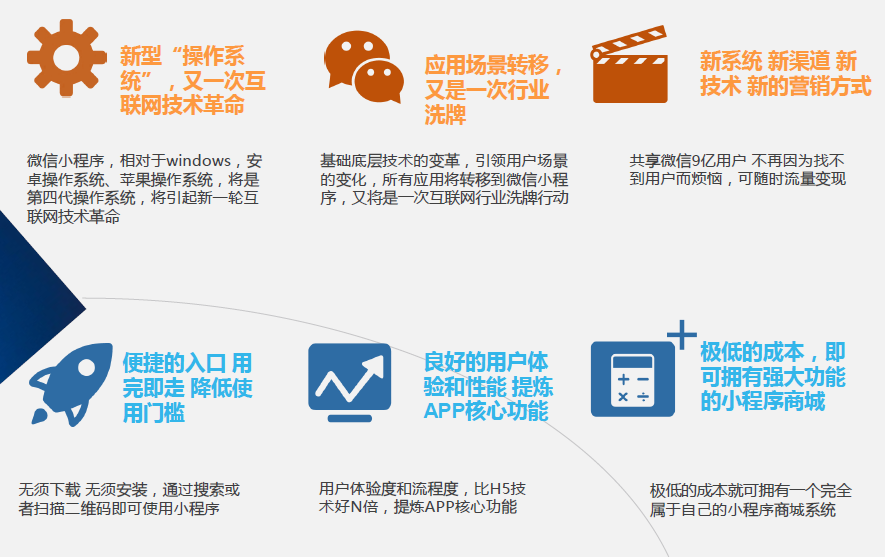 新型“操作系
统”，又一次互
联网技术革命
微信小程序，相对于windows，安
卓操作系统、苹果操作系统，将是
第四代操作系统，将引起新一轮互
联网技术革命
应用场景转移，
又是一次行业
洗牌
基础底层技术的变革，引领用户场景
的变化，所有应用将转移到微信小程
序，又将是一次互联网行业洗牌行动
新系统 新渠道 新
技术 新的营销方式
共享微信9亿用户 不再因为找不
到用户而烦恼，可随时流量变现
便捷的入口 用
完即走 降低使
用门槛
无须下载 无须安装，通过搜索或
者扫描二维码即可使用小程序
良好的用户体
验和性能 提炼
APP核心功能
用户体验度和流程度，比H5技
术好N倍，提炼APP核心功能
极低的成本，即
可拥有强大功能
的小程序商城
极低的成本就可拥有一个完全
属于自己的小程序商城系统